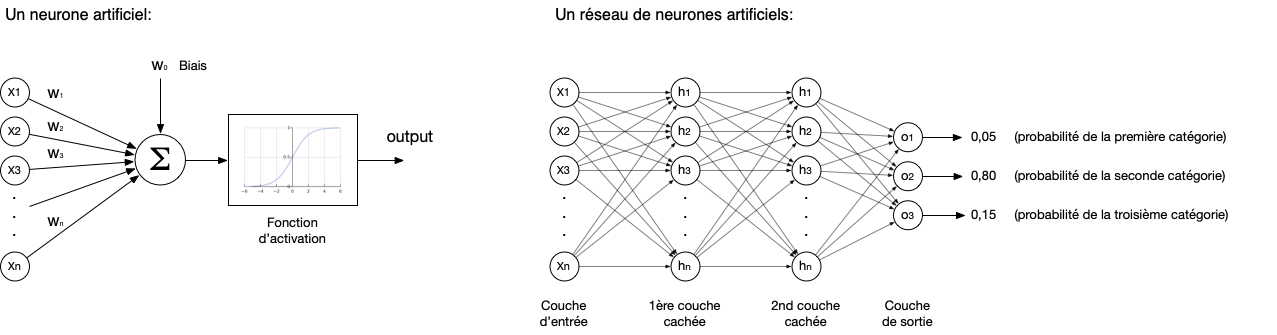 Un neurone artificiel:
Un réseau de neurones artificiels:
W0 Biais
X1
W1
X2
W2
X3
W3
.
.
.
Wn
Xn
Σ
1
0.5
0
-6 -4 -2 0 2 4 6
Fonction
d'activation
output
X1
X2
X3
.
.
.
Xn
h1
h2
h3
.
.
.
hn
h1
h2
h3
.
.
.
hn
o1
o2
o3
0,05 (probabilité de la première catégorie)
0,80 (probabilité de la seconde catégorie)
0,15 (probabilité de la troisième catégorie)
Couche
d'entrée
1ère couche
cachée
2nd couche
cachée
Couche
de sortie